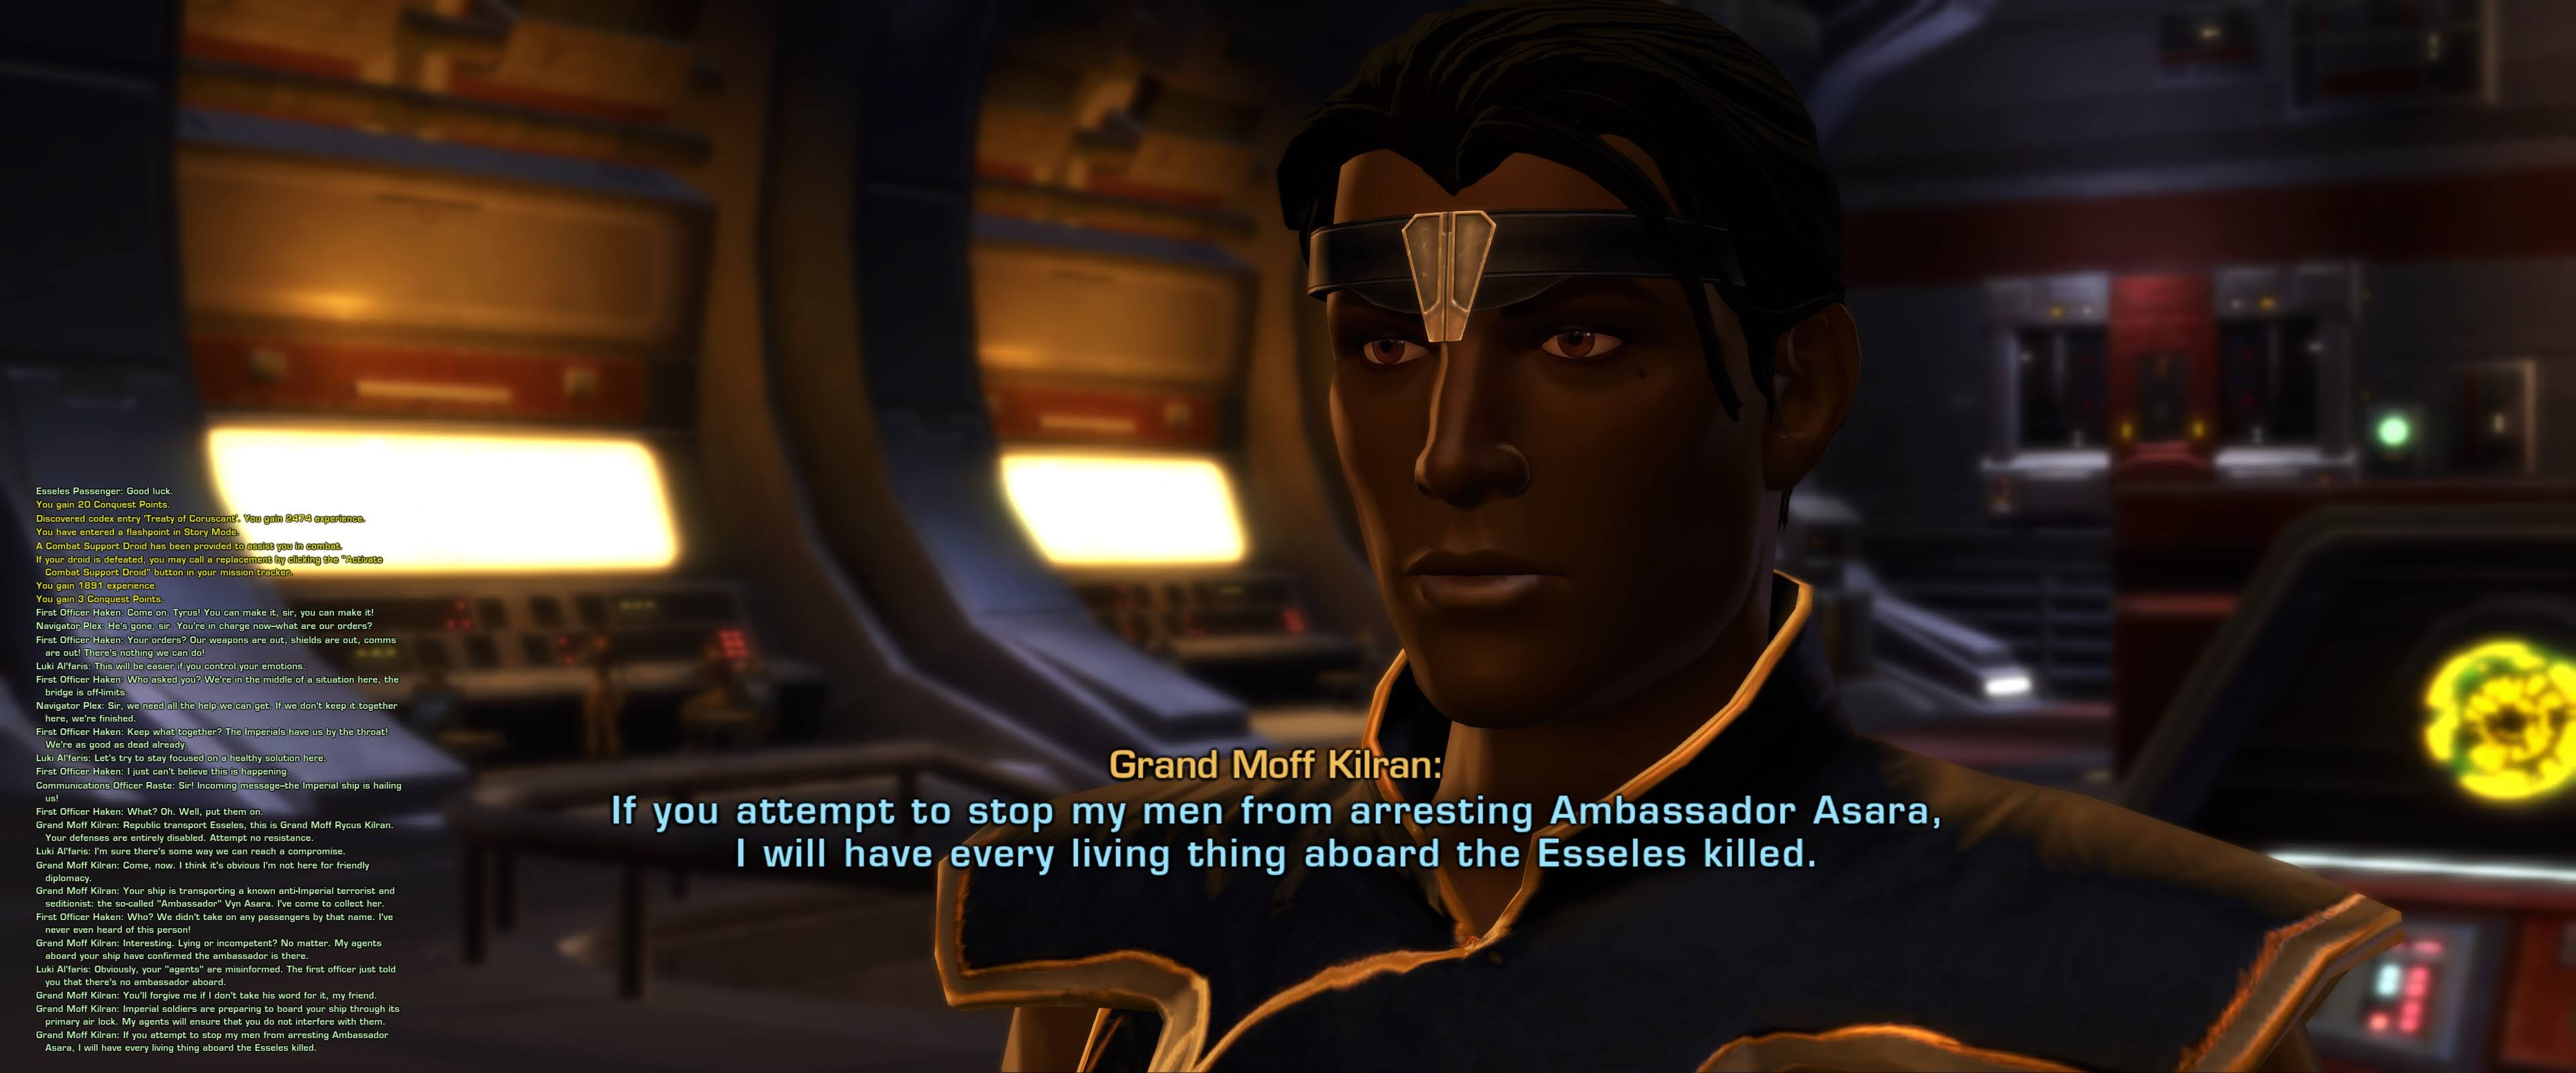 Esseles Passenger: Good luck.
You gain 20 Conquest Points.
Discovered codex entry 'Treaty of Coruscant'. You gain 2474 experience.
You have entered a flashpoint in Story Mode.
A Combat Support Droid has been provided to assist you in combat.
If your droid is defeated, you may call a replacement by clicking the "Activate
Combat Support Droid" button in your mission tracker.
You gain 1891 experience.
You gain 3 Conquest Points.
First Officer Haken: Come on, Tyrus! You can make it, sir, you can make it!
Navigator Plex: He's gone, sir. You're in charge now—what are our orders?
First Officer Haken: Your orders? Our weapons are out, shields are out, comms
are out! There's nothing we can do!
Luki Al'faris: This will be easier if you control your emotions.
First Officer Haken: Who asked you? We're in the middle of a situation here, the
bridge is off-limits.
Navigator Plex: Sir, we need all the help we can get. If we don't keep it together
here, we're finished.
First Officer Haken: Keep what together? The Imperials have us by the throat!
We're as good as dead already.
Luki Al'faris: Let's try to stay focused on a healthy solution here.
First Officer Haken: I just can't believe this is happening.
Communications Officer Raste: Sir! Incoming message—the Imperial ship is hailing
us!
First Officer Haken: What? Oh. Well, put them on.
Grand Moff Kilran: Republic transport Esseles, this is Grand Moff Rycus Kilran.
Your defenses are entirely disabled. Attempt no resistance.
Luki Al'faris: I'm sure there's some way we can reach a compromise.
Grand Moff Kilran: Come, now. I think it's obvious I'm not here for friendly
diplomacy.
Grand Moff Kilran: Your ship is transporting a known anti-Imperial terrorist and
seditionist: the so-called "Ambassador" Vyn Asara. I've come to collect her.
First Officer Haken: Who? We didn't take on any passengers by that name. I've
never even heard of this person!
Grand Moff Kilran: Interesting. Lying or incompetent? No matter. My agents
aboard your ship have confirmed the ambassador is there.
Luki Al'faris: Obviously, your "agents" are misinformed. The first officer just told
you that there's no ambassador aboard.
Grand Moff Kilran: You'll forgive me if I don't take his word for it, my friend.
Grand Moff Kilran: Imperial soldiers are preparing to board your ship through its
primary air lock. My agents will ensure that you do not interfere with them.
Grand Moff Kilran: If you attempt to stop my men from arresting Ambassador
Asara, I will have every living thing aboard the Esseles killed.
Grand Moff Kilran:
If you attempt to stop my men from arresting Ambassador Asara,
I will have every living thing aboard the Esseles killed.